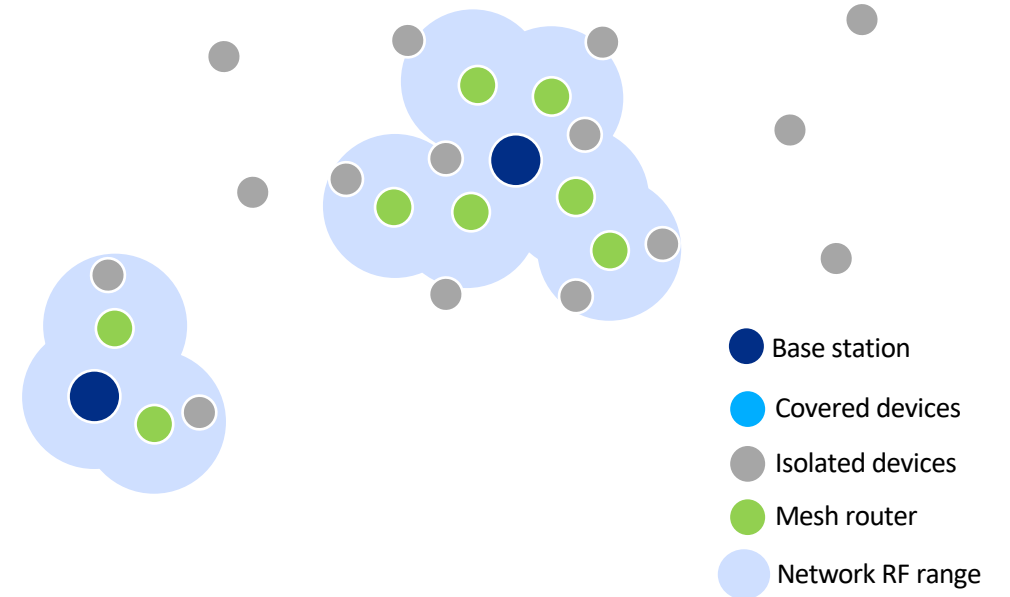 Base station
Covered devices
Isolated devices
Mesh router
Network RF range